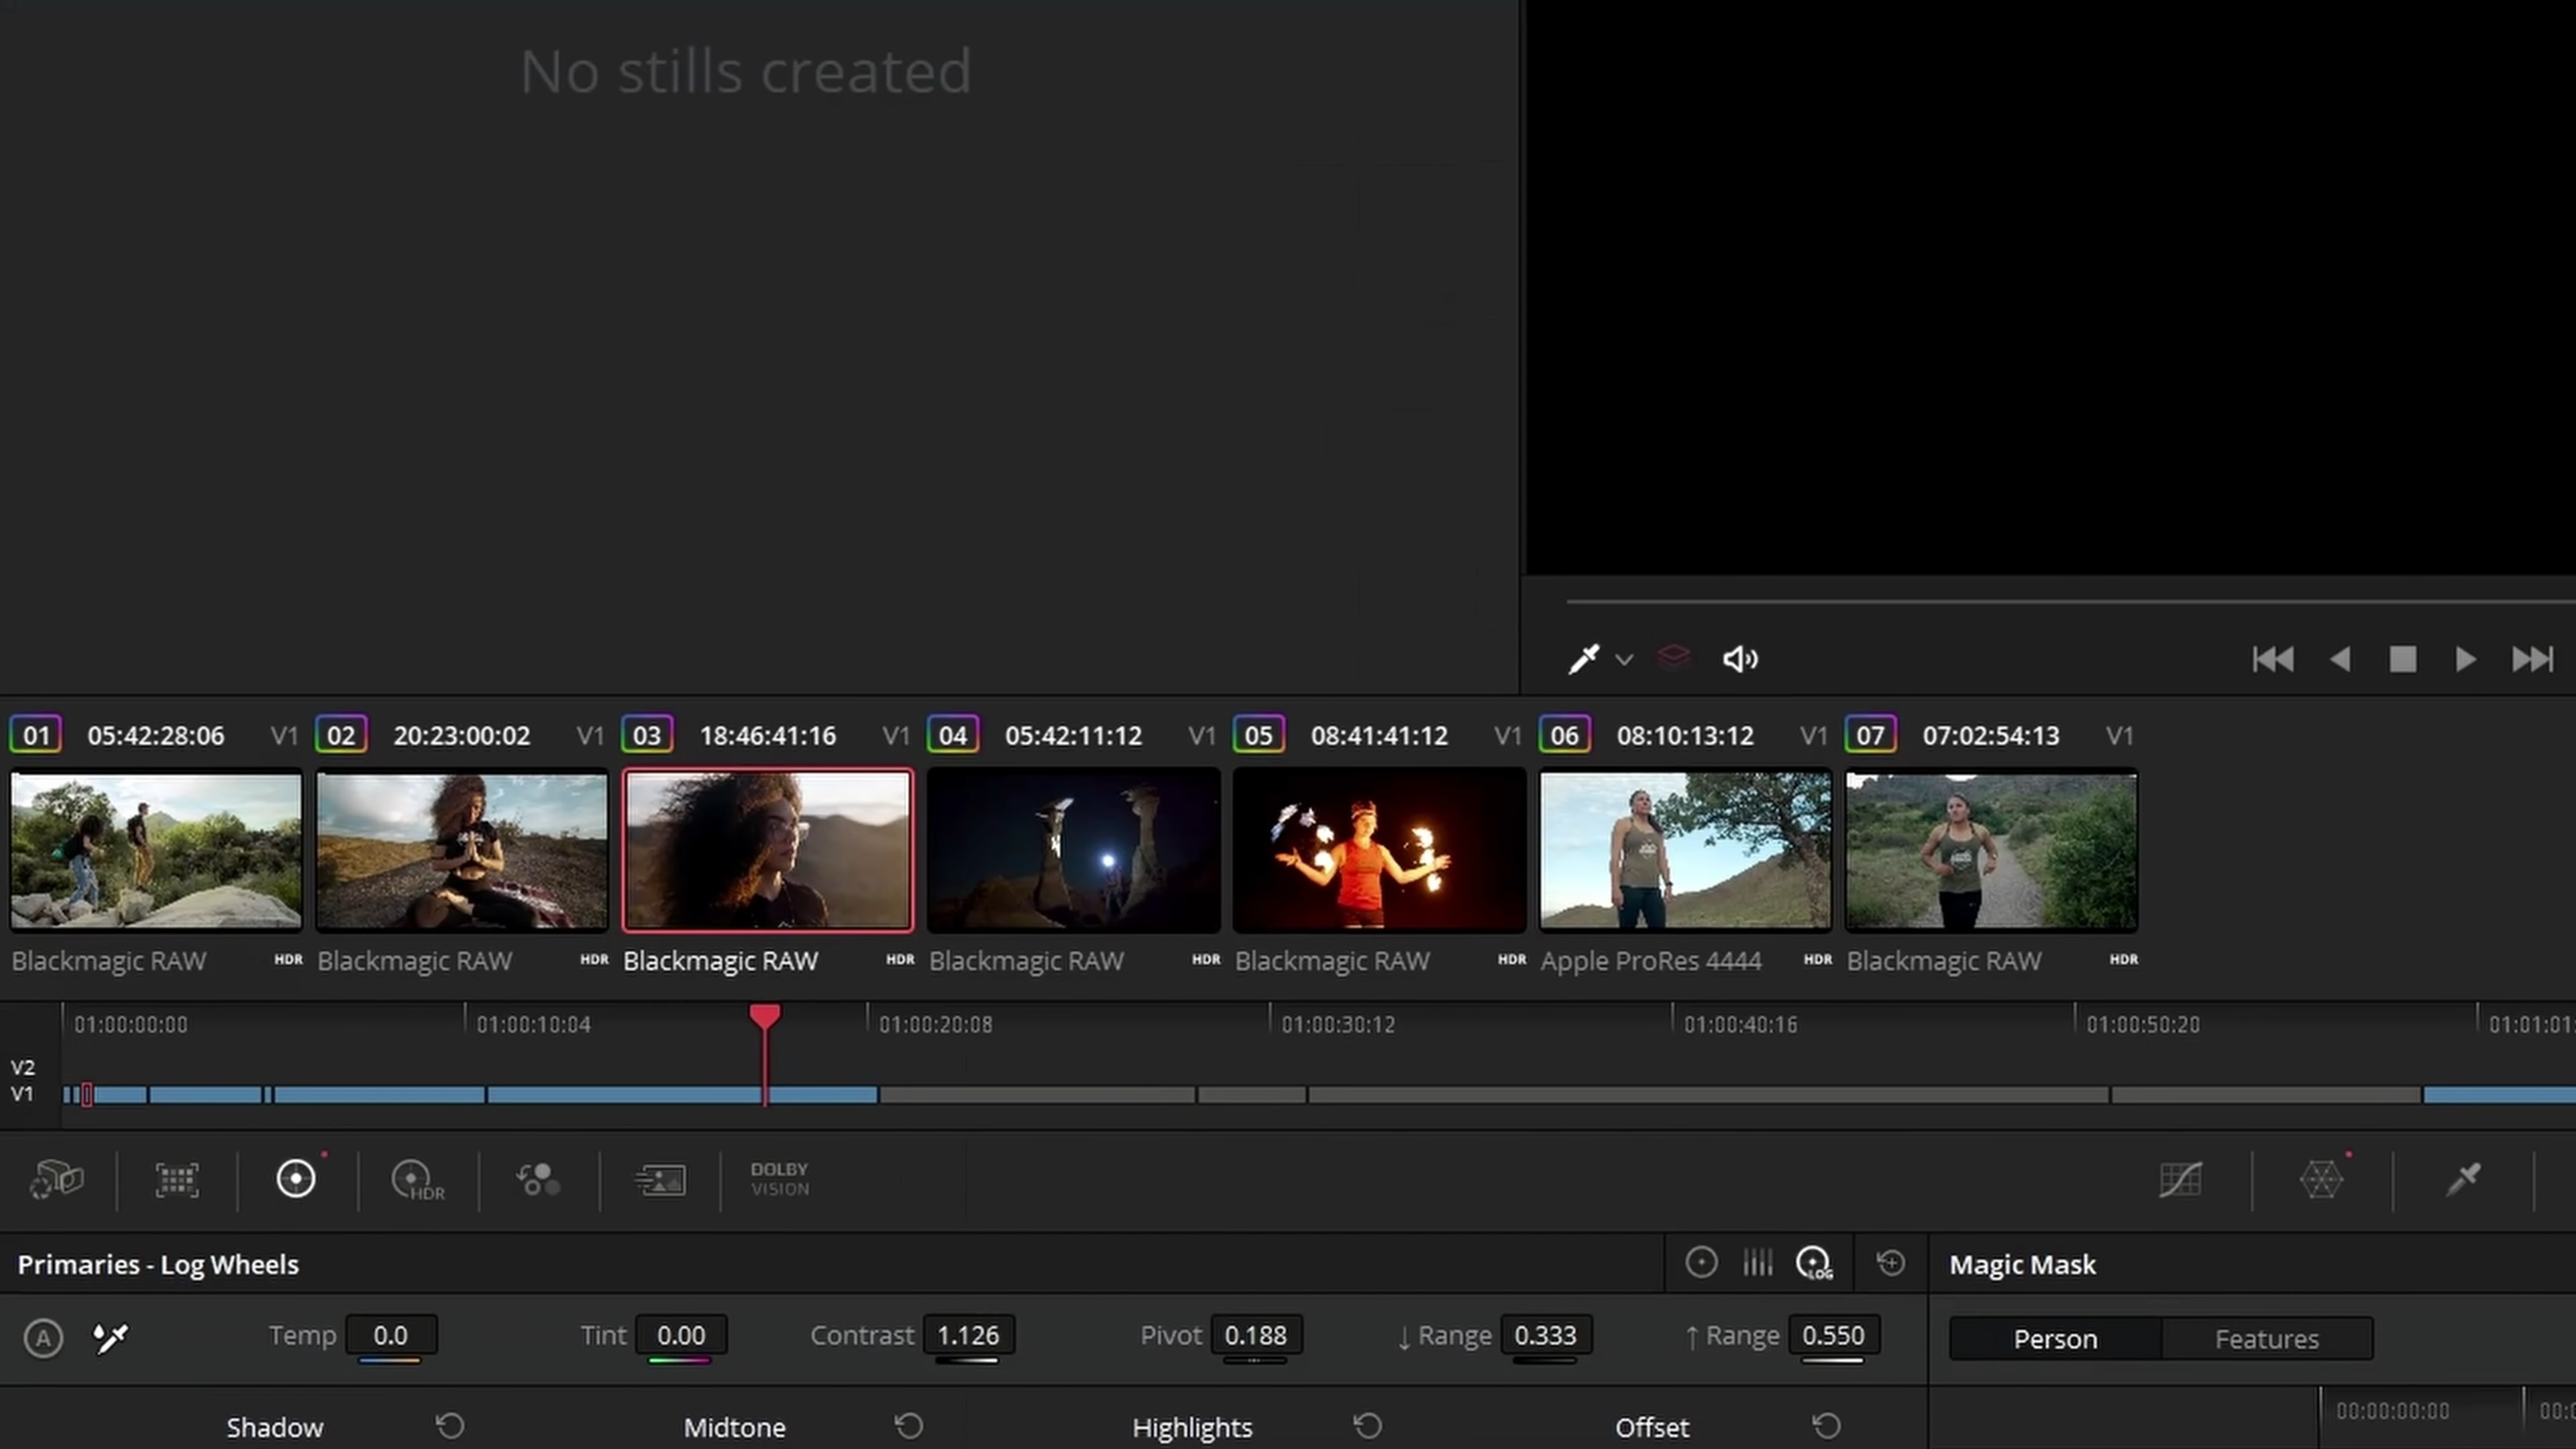 No stills created
01 05:42:28:06 V1 02 20:23:00:02 V1 03 18:46:41:16 V1 04 05:42:11:12 V1 05 08:41:41:12 V1 06 08:10:13:12 V1 07 07:02:54:13 V1
Blackmagic RAW HDR Blackmagic RAW HDR Blackmagic RAW HDR Blackmagic RAW HDR Blackmagic RAW HDR Apple ProRes 4444 HDR Blackmagic RAW HDR
01:00:00:00 01:00:10:04 01:00:20:08 01:00:30:12 01:00:40:16 01:00:50:20 01:01:01:
V2
V1
HDR
DOLBY
VISION
Primaries - Log Wheels LOG Magic Mask
A Temp 0.0 Tint 0.00 Contrast 1.126 Pivot 0.188 ↓ Range 0.333 ↑ Range 0.550 Person Features
Shadow Midtone Highlights Offset 00:00:00:00 00: